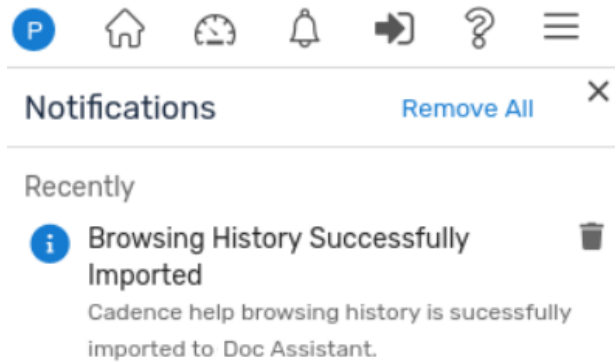 P
Notifications Remove All
Recently
Browsing History Successfully
Imported
Cadence help browsing history is sucessfully
imported to Doc Assistant.